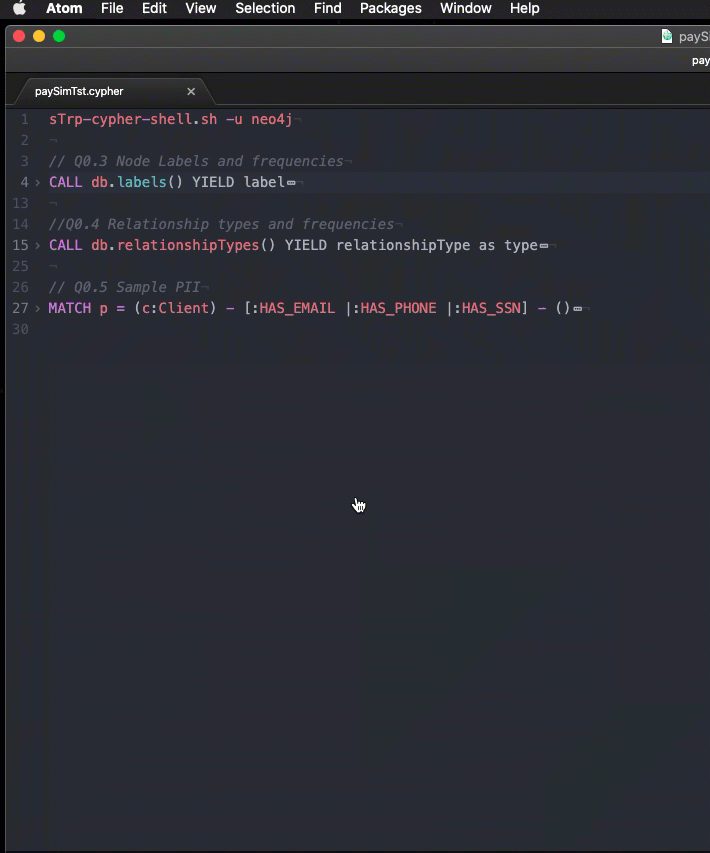 Atom File Edit View Selection Find Packages Window Help
paySi
pay
paySimTst.cypher
1 sTrp-cypher-shell.sh -u neo4j¬
2 ¬
3 // Q0.3 Node Labels and frequencies¬
4 CALL db.labels() YIELD label…¬
13 ¬
14 //Q0.4 Relationship types and frequencies¬
15 CALL db.relationshipTypes() YIELD relationshipType as type…¬
25 ¬
26 // Q0.5 Sample PII¬
27 MATCH p = (c:Client) - [:HAS_EMAIL |:HAS_PHONE |:HAS_SSN] - ()…¬
30